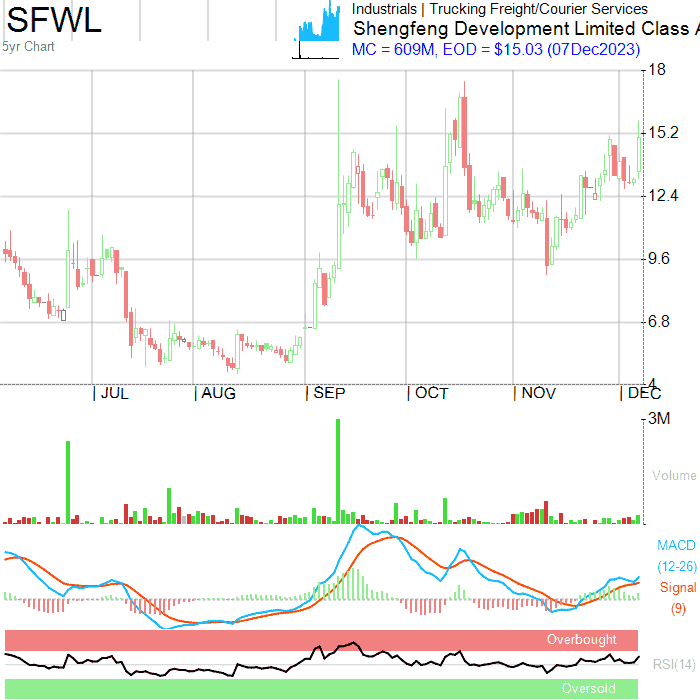 SFWL
5yr Chart
Industrials | Trucking Freight/Courier Services
Shengfeng Development Limited Class A
MC = 609M, EOD = $15.03 (07Dec2023)
18
15.2
12.4
9.6
6.8
4
| JUL | AUG | SEP | OCT | NOV | DEC
3M
Volume
MACD
(12-26)
Signal
(9)
Overbought
RSI(14)
Oversold